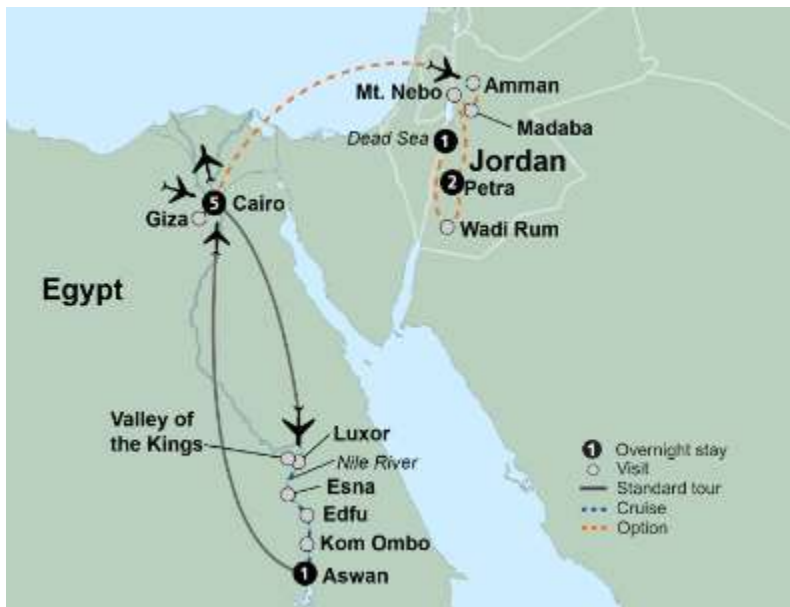 Mt. Nebo
Amman
Madaba
Dead Sea
1
Jordan
2
Petra
Wadi Rum
5
Cairo
Giza
Egypt
Valley of
the Kings
Luxor
Nile River
Esna
Edfu
Kom Ombo
1
Aswan
1 Overnight stay
Visit
Standard tour
Cruise
Option